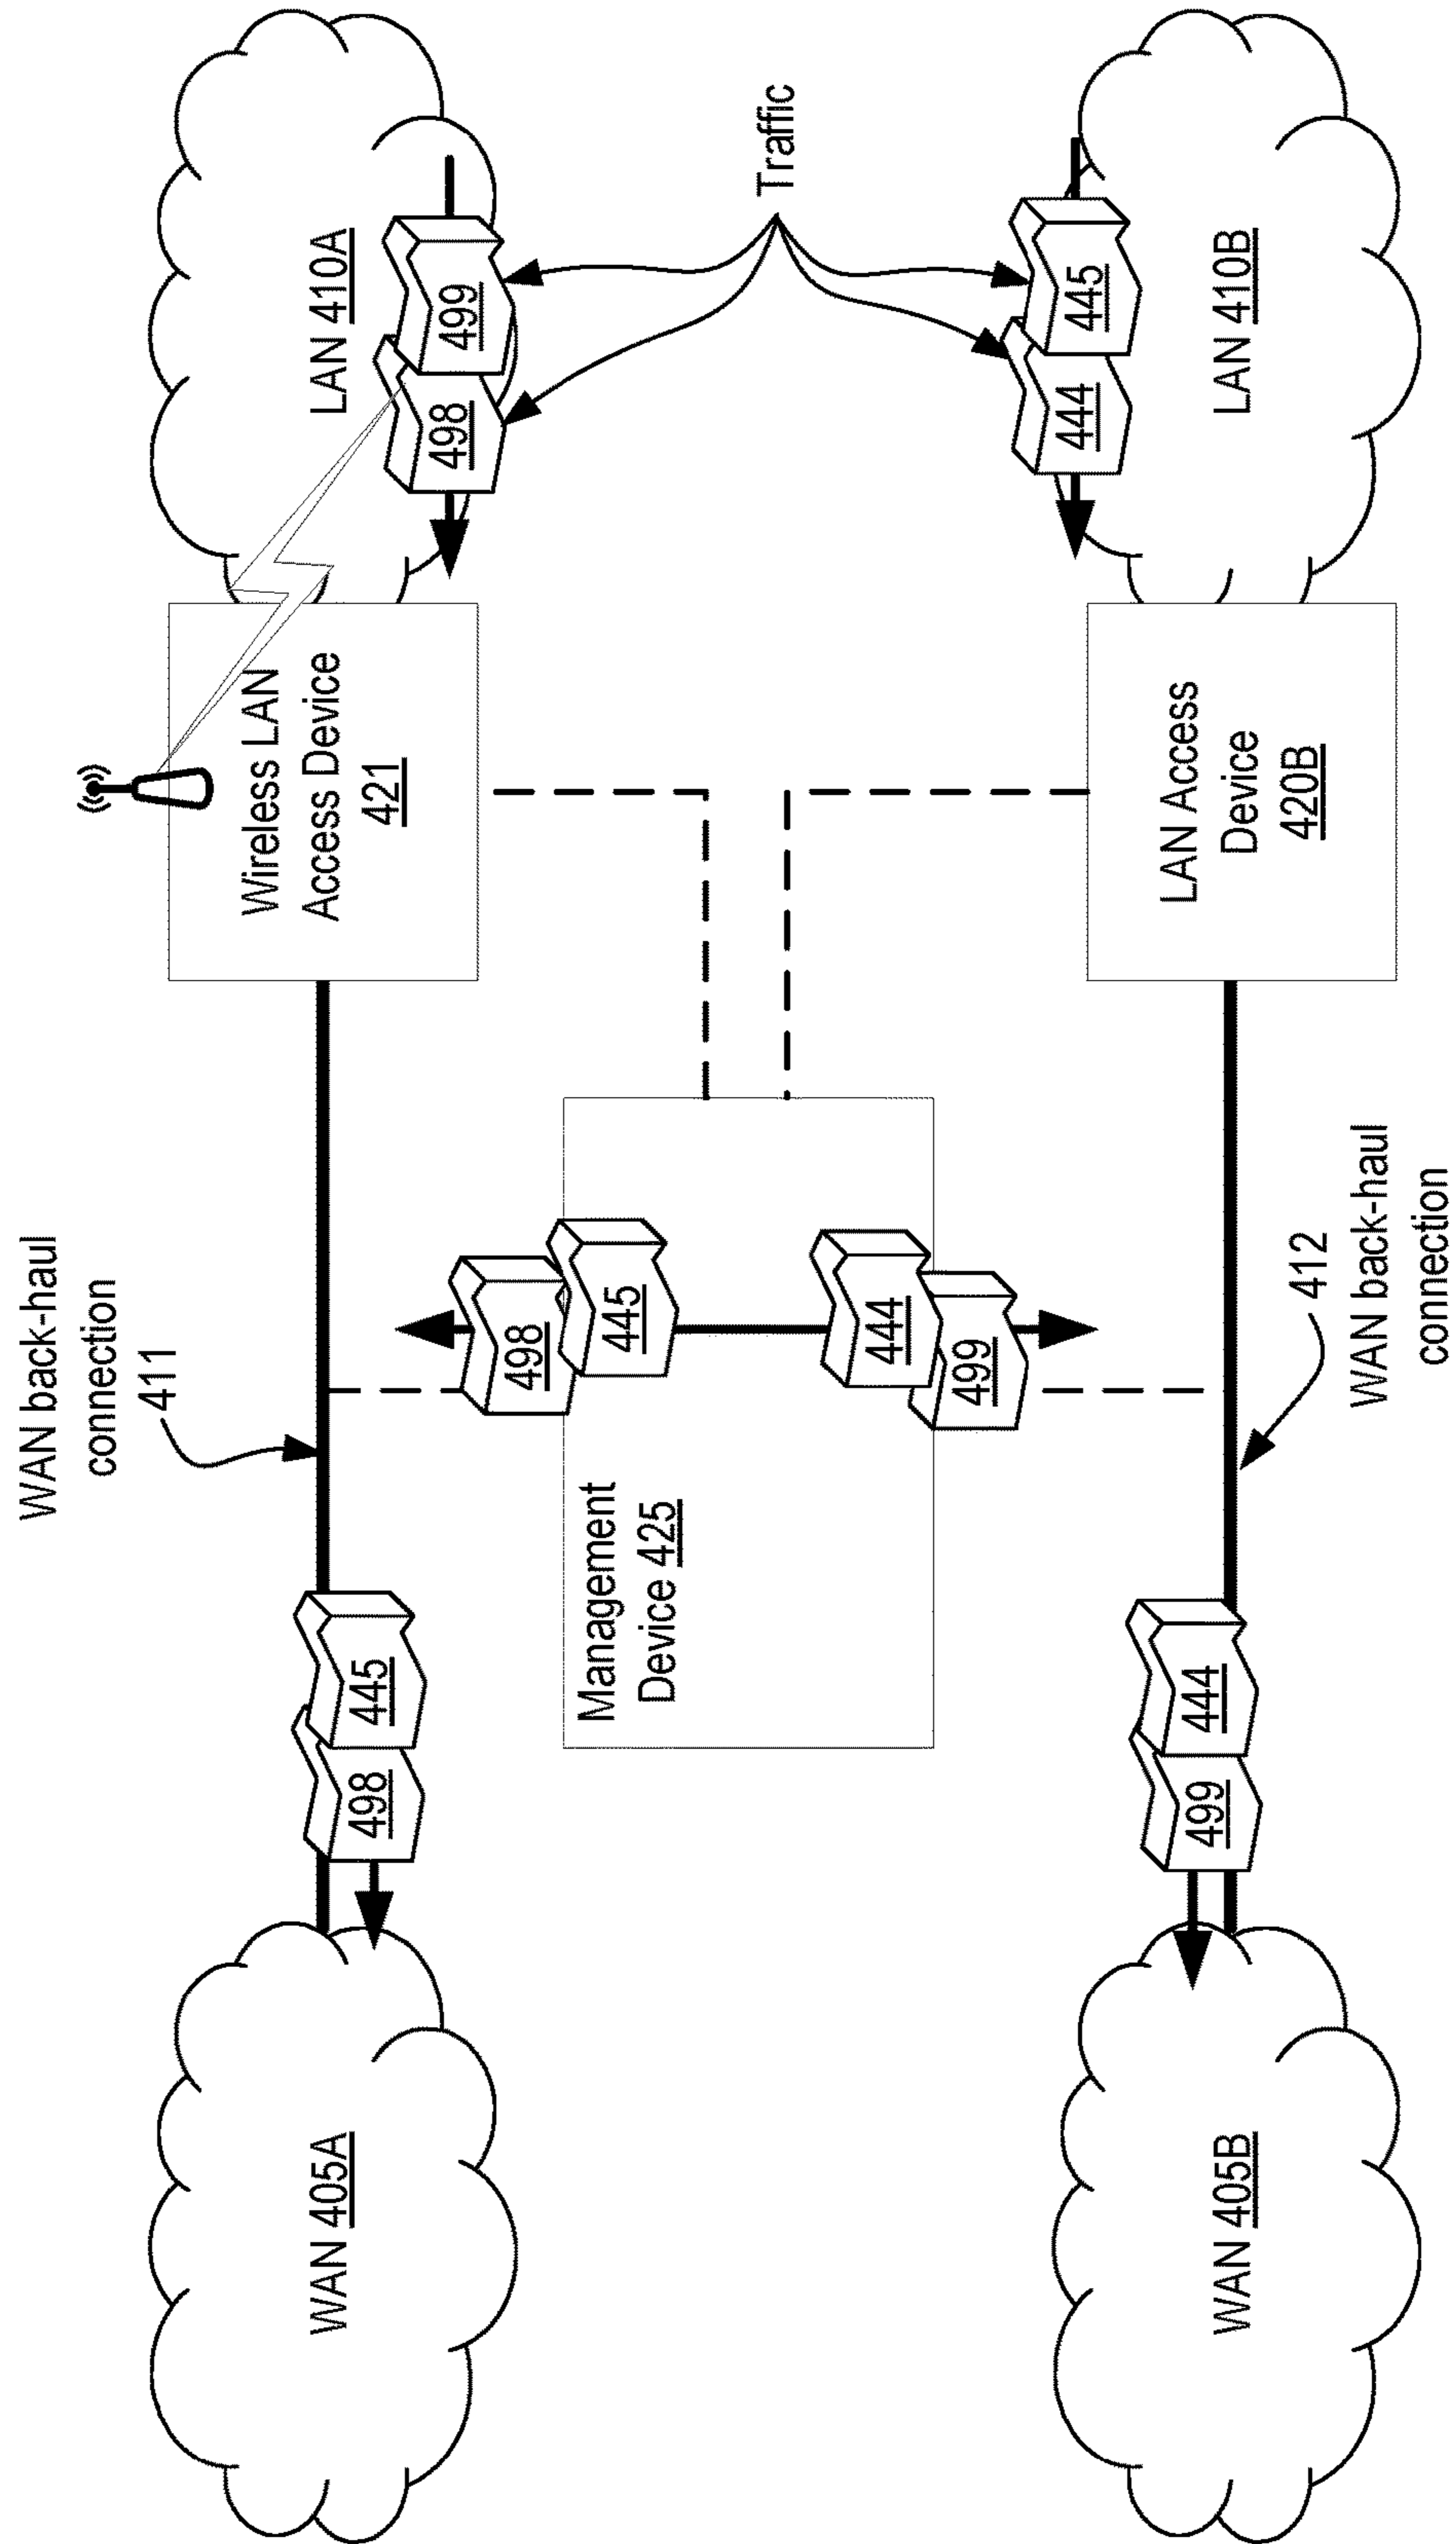 WAN back-haul
connection
411
WAN 405A
498
445
Wireless LAN
Access Device
421
LAN 410A
498
499
498
445
Management
Device 425
444
499
Traffic
WAN 405B
499
444
LAN Access
Device
420B
444
445
LAN 410B
412
WAN back-haul
connection